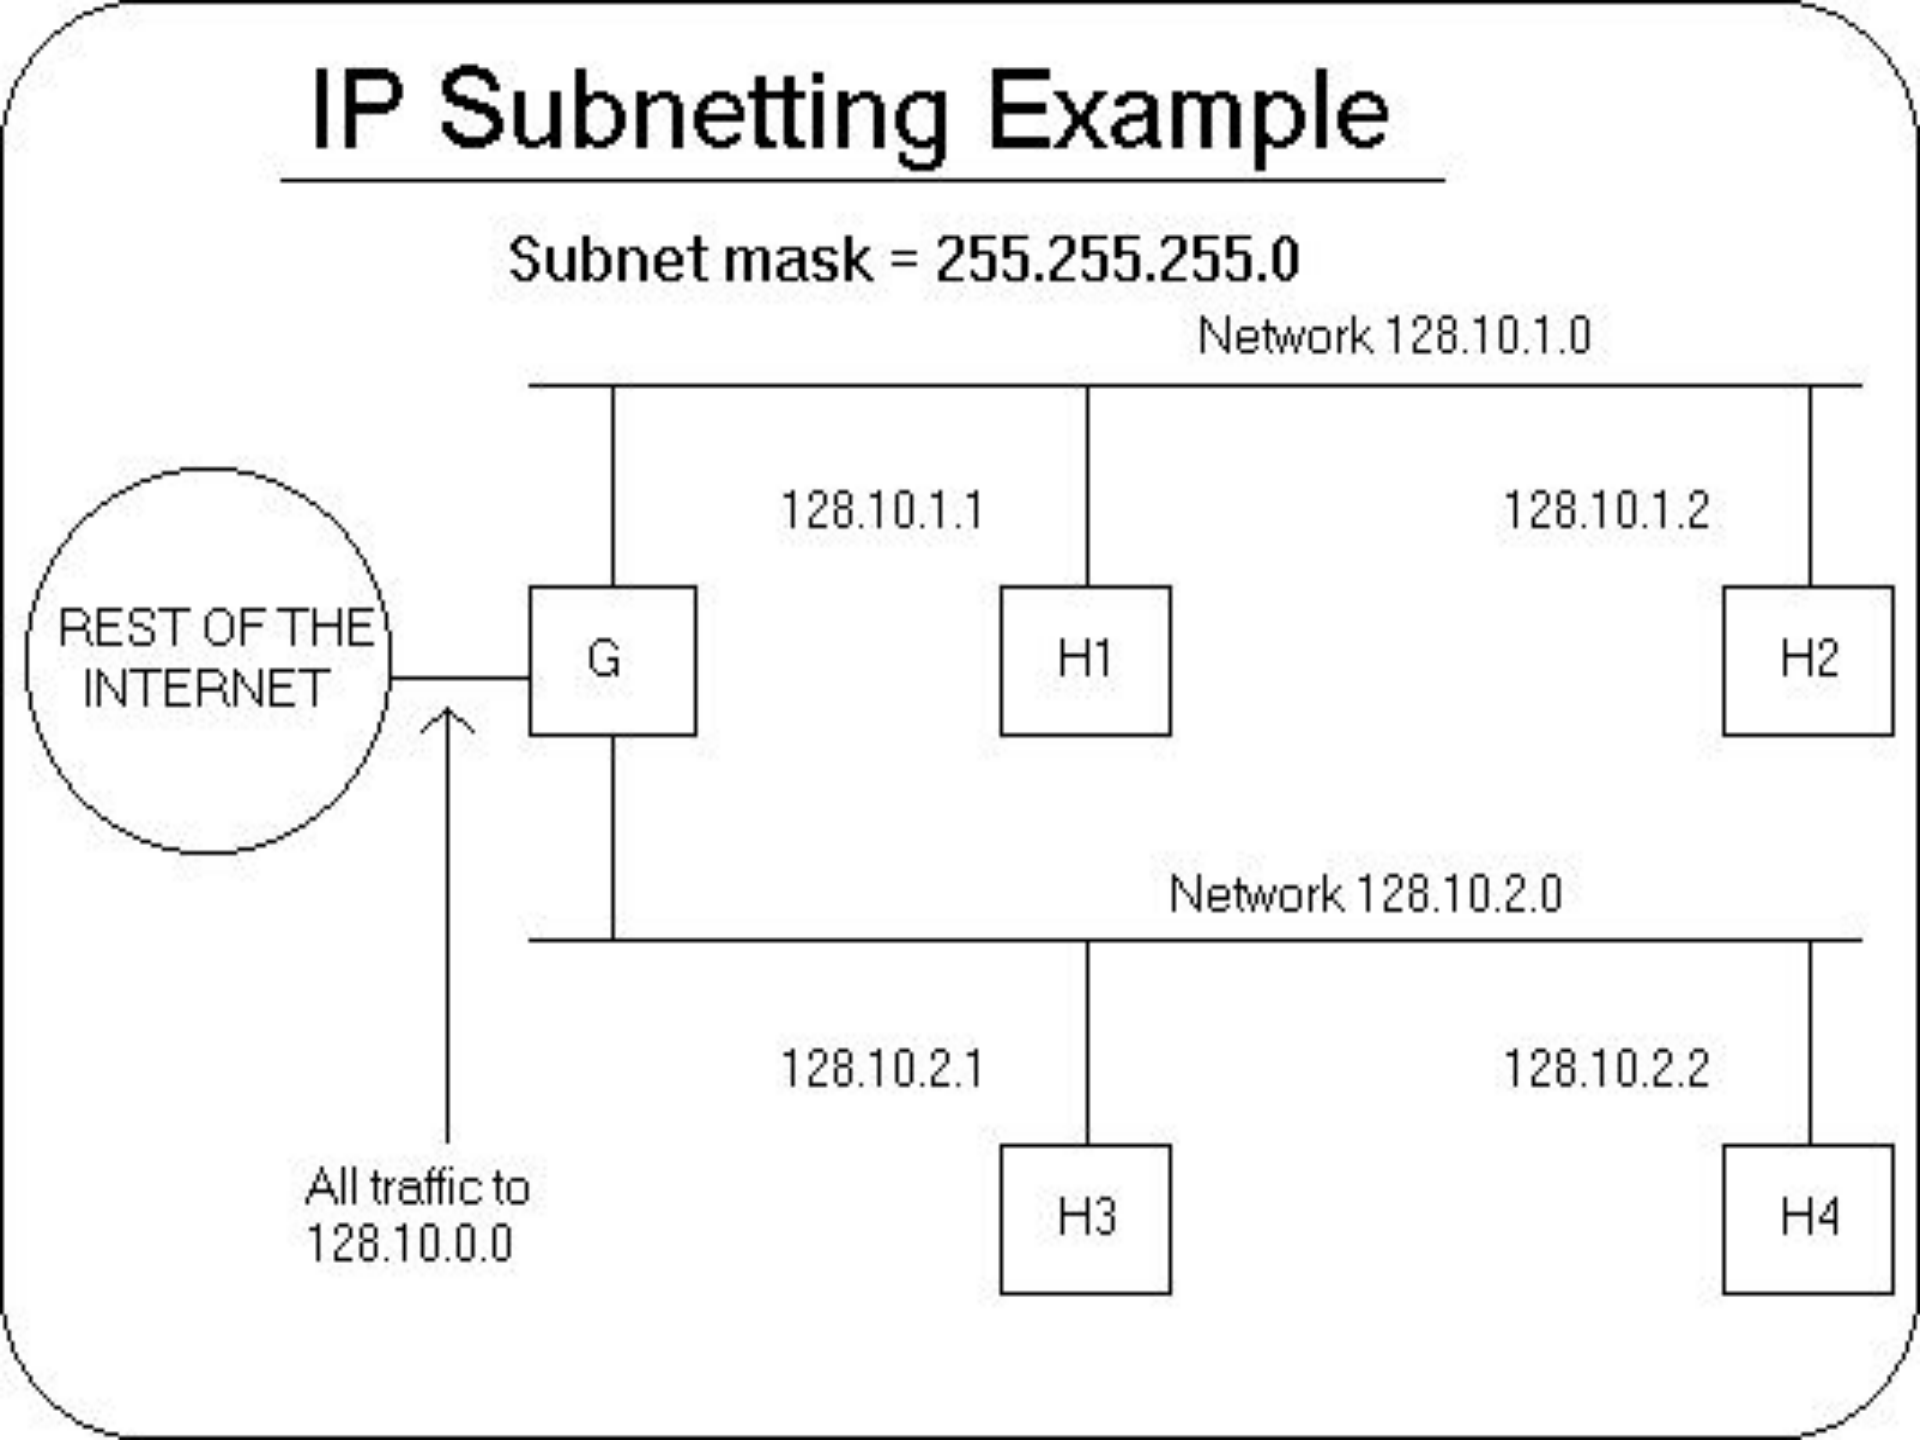 IP Subnetting Example
Subnet mask = 255.255.255.0
Network 128.10.1.0
128.10.1.1
128.10.1.2
REST OF THE
INTERNET
G
H1
H2
Network 128.10.2.0
128.10.2.1
128.10.2.2
All traffic to
128.10.0.0
H3
H4